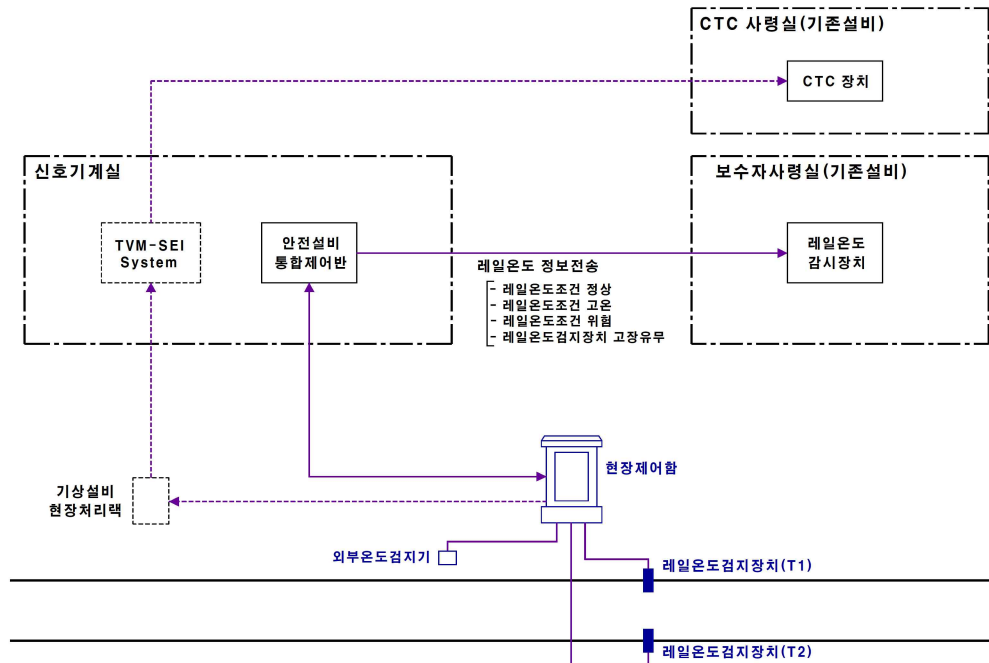 CTC 사령실(기존설비)
CTC 장치
신호기계실
보수자사령실(기존설비)
TVM-SEI
System
안전설비
통합제어반
레일온도
감시장치
레일온도 정보전송
- 레일온도조건 정상
- 레일온도조건 고온
- 레일온도조건 위험
- 레일온도검지장치 고장유무
현장제어함
기상설비
현장처리랙
외부온도검지기
레일온도검지장치(T1)
레일온도검지장치(T2)